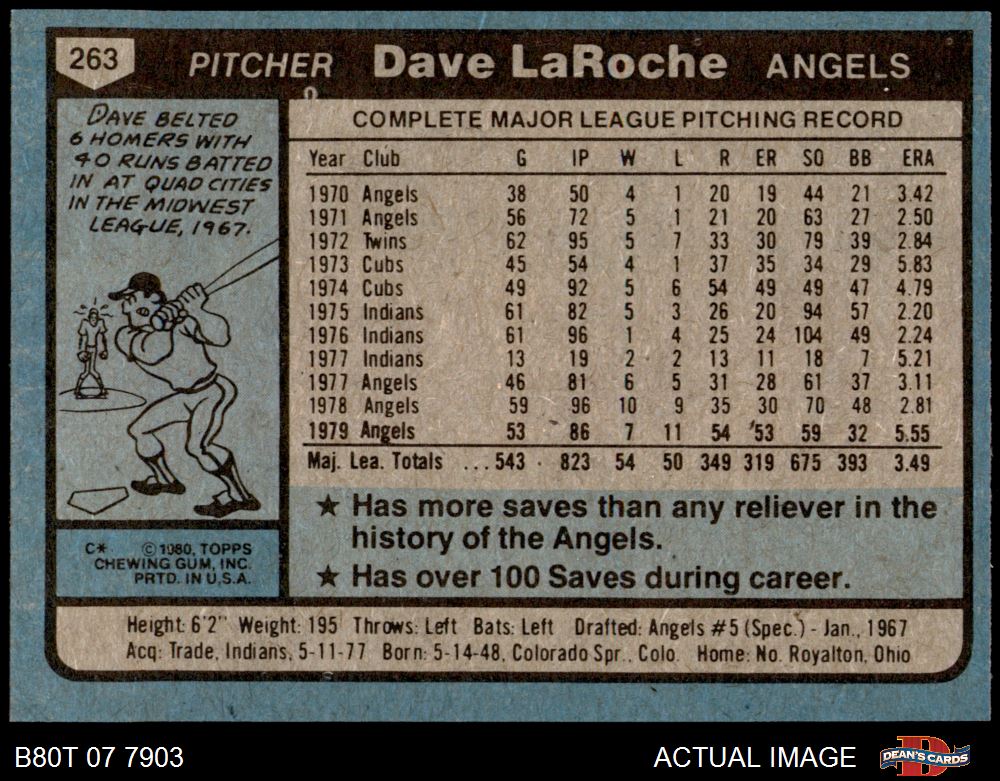 263 PITCHER Dave LaRoche ANGELS
DAVE BELTED
6 HOMERS WITH
40 RUNS BATTED
IN AT QUAD CITIES
IN THE MIDWEST
LEAGUE, 1967.
COMPLETE MAJOR LEAGUE PITCHING RECORD
Year Club G IP W L R ER SO BB ERA
1970 Angels 38 50 4 1 20 19 44 21 3.42
1971 Angels 56 72 5 1 21 20 63 27 2.50
1972 Twins 62 95 5 7 33 30 79 39 2.84
1973 Cubs 45 54 4 1 37 35 34 29 5.83
1974 Cubs 49 92 5 6 54 49 49 47 4.79
1975 Indians 61 82 5 3 26 20 94 57 2.20
1976 Indians 61 96 1 4 25 24 104 49 2.24
1977 Indians 13 19 2 2 13 11 18 7 5.21
1977 Angels 46 81 6 5 31 28 61 37 3.11
1978 Angels 59 96 10 9 35 30 70 48 2.81
1979 Angels 53 86 7 11 54 53 59 32 5.55
Maj. Lea. Totals ... 543 823 54 50 349 319 675 393 3.49
★ Has more saves than any reliever in the
history of the Angels.
★ Has over 100 Saves during career.
C* © 1980, TOPPS
CHEWING GUM, INC.
PRTD. IN U.S.A.
Height: 6'2" Weight: 195 Throws: Left Bats: Left Drafted: Angels #5 (Spec.) - Jan., 1967
Acq: Trade, Indians, 5-11-77 Born: 5-14-48, Colorado Spr., Colo. Home: No. Royalton, Ohio
B80T 07 7903 ACTUAL IMAGE DEAN'S CARDS